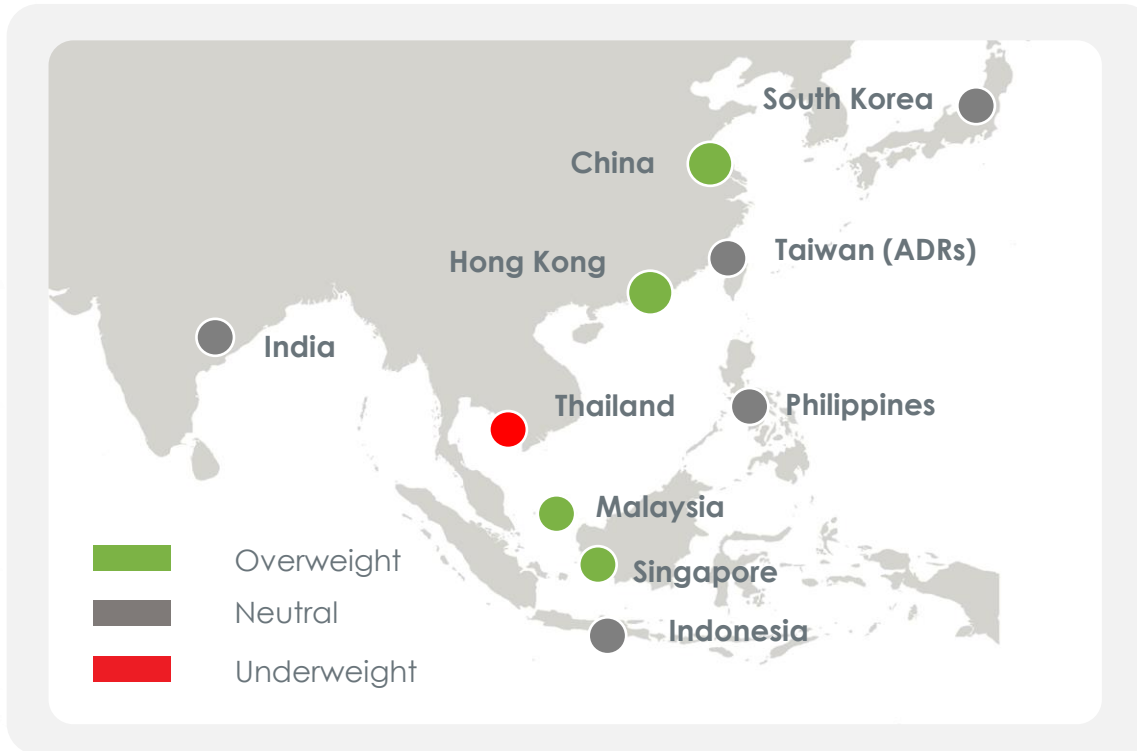 South Korea
China
Taiwan (ADRs)
Hong Kong
India
Thailand
Philippines
Malaysia
Overweight
Singapore
Neutral
Indonesia
Underweight